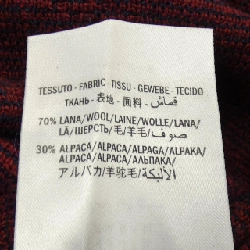 TESSUTO - FABRIC - TISSU - GEWEBE - TECIDO
ТКАНЬ - 表地 - 面料 - قماش
70% LANA/WOOL/LAINE/WOLLE/LANA/
LÃ/ШЕРСТЬ/毛/羊毛/صوف
30% ALPACA/ALPACA/ALPAGA/ALPAKA/
ALPACA/ALPACA/АЛЬПАКА/
アルパカ/羊驼毛/الألبكة